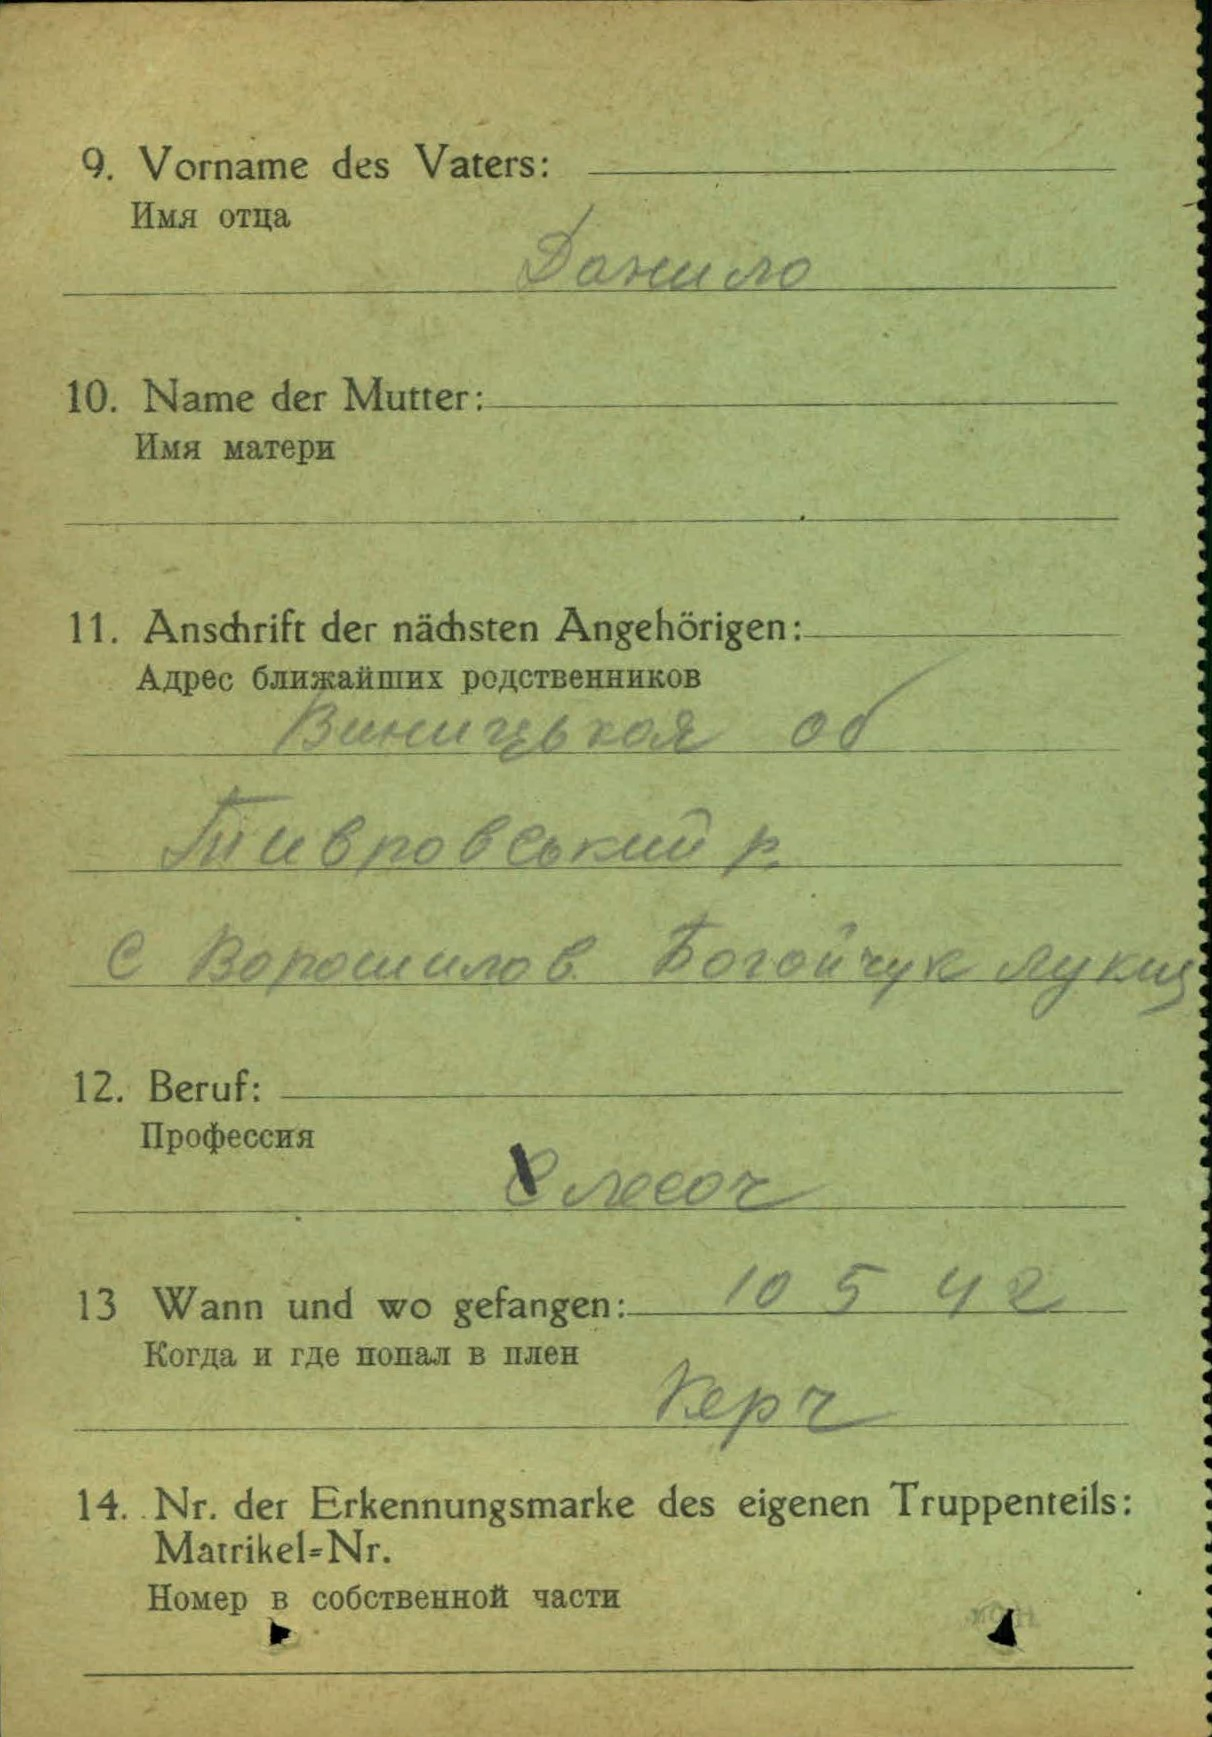 9. Vorname des Vaters:
Имя отца
Данило
10. Name der Mutter:
Имя матери
11. Anschrift der nächsten Angehörigen:
Адрес ближайших родственников
Виницькая об
Тивровський р.
С Ворошилов Богойчук Лукиц
12. Beruf:
Профессия
13 Wann und wo gefangen: 10 5 42
Когда и где попал в плен
Керч
14. Nr. der Erkennungsmarke des eigenen Truppenteils:
Matrikel=Nr.
Номер в собственной части